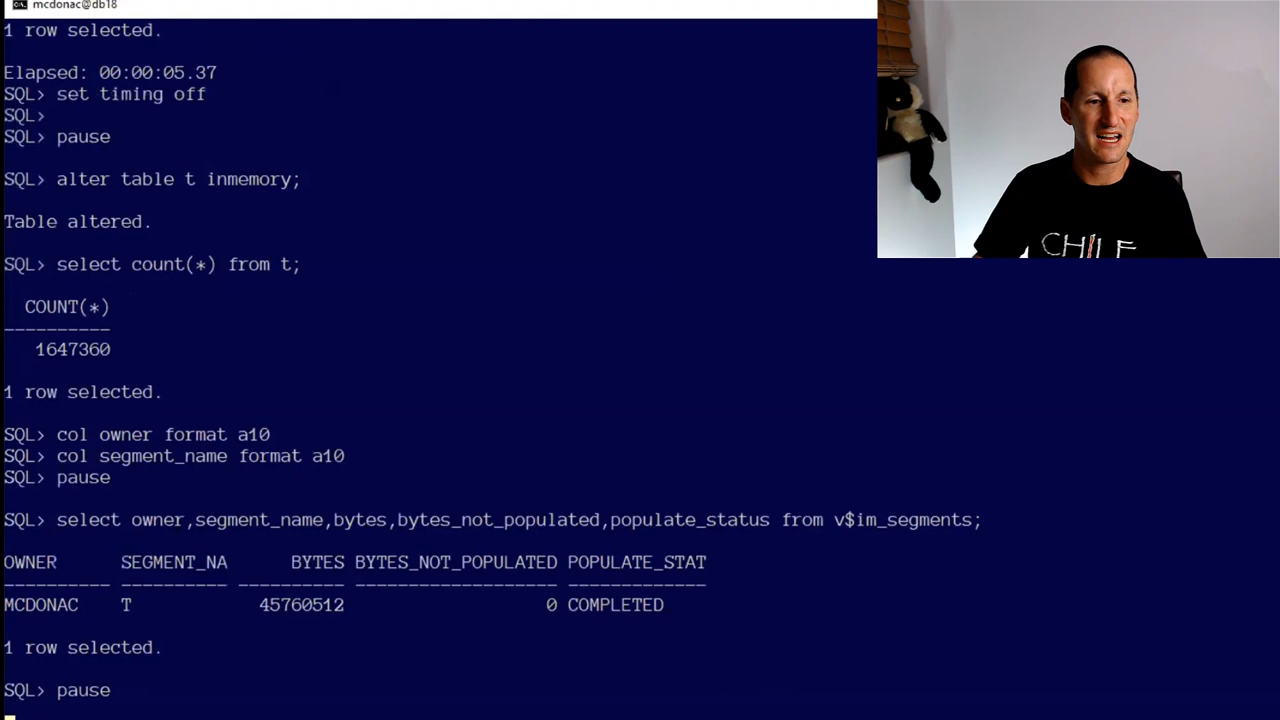 mcdonac@db18
1 row selected.
Elapsed: 00:00:05.37
SQL> set timing off
SQL>
SQL> pause
SQL> alter table t inmemory;
Table altered.
SQL> select count(*) from t;
COUNT(*)
----------
1647360
1 row selected.
SQL> col owner format a10
SQL> col segment_name format a10
SQL> pause
SQL> select owner,segment_name,bytes,bytes_not_populated,populate_status from v$im_segments;
OWNER SEGMENT_NA BYTES BYTES_NOT_POPULATED POPULATE_STAT
---------- ---------- ---------- ------------------- -------------
MCDONAC T 45760512 0 COMPLETED
1 row selected.
SQL> pause
CHILE